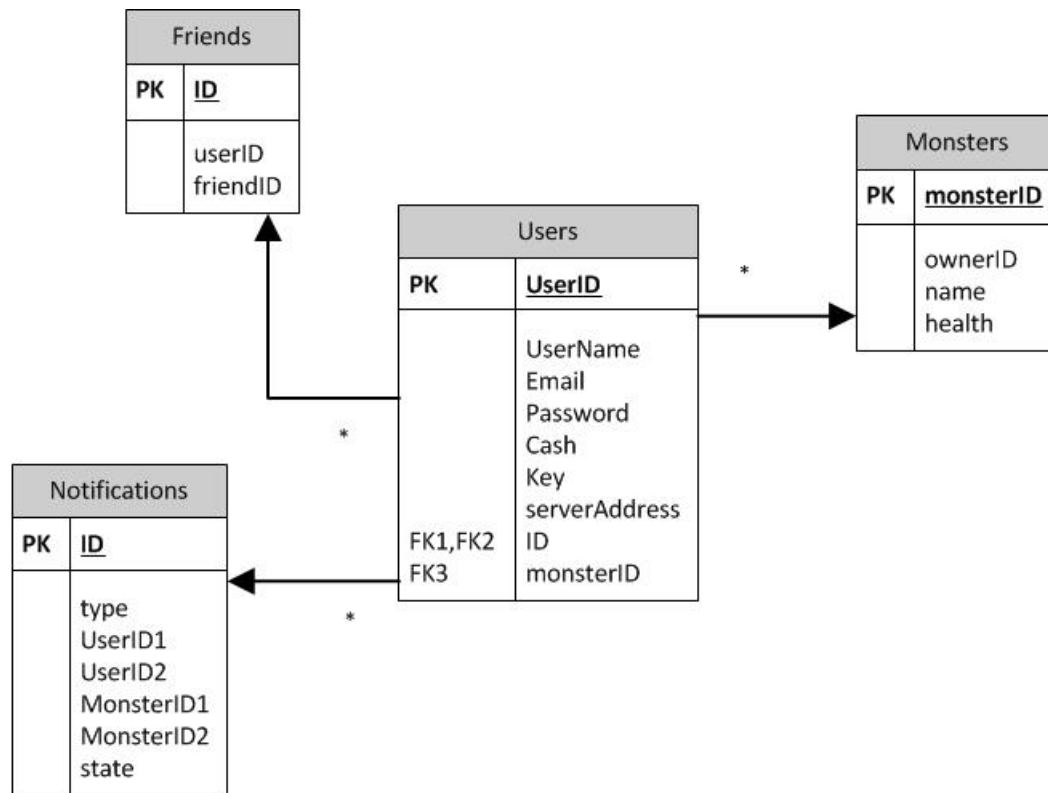 Friends
PK ID
userID
friendID
Monsters
PK monsterID
ownerID
name
health
Users
PK UserID
UserName
Email
Password
Cash
Key
serverAddress
FK1,FK2 ID
FK3 monsterID
*
*
*
Notifications
PK ID
type
UserID1
UserID2
MonsterID1
MonsterID2
state